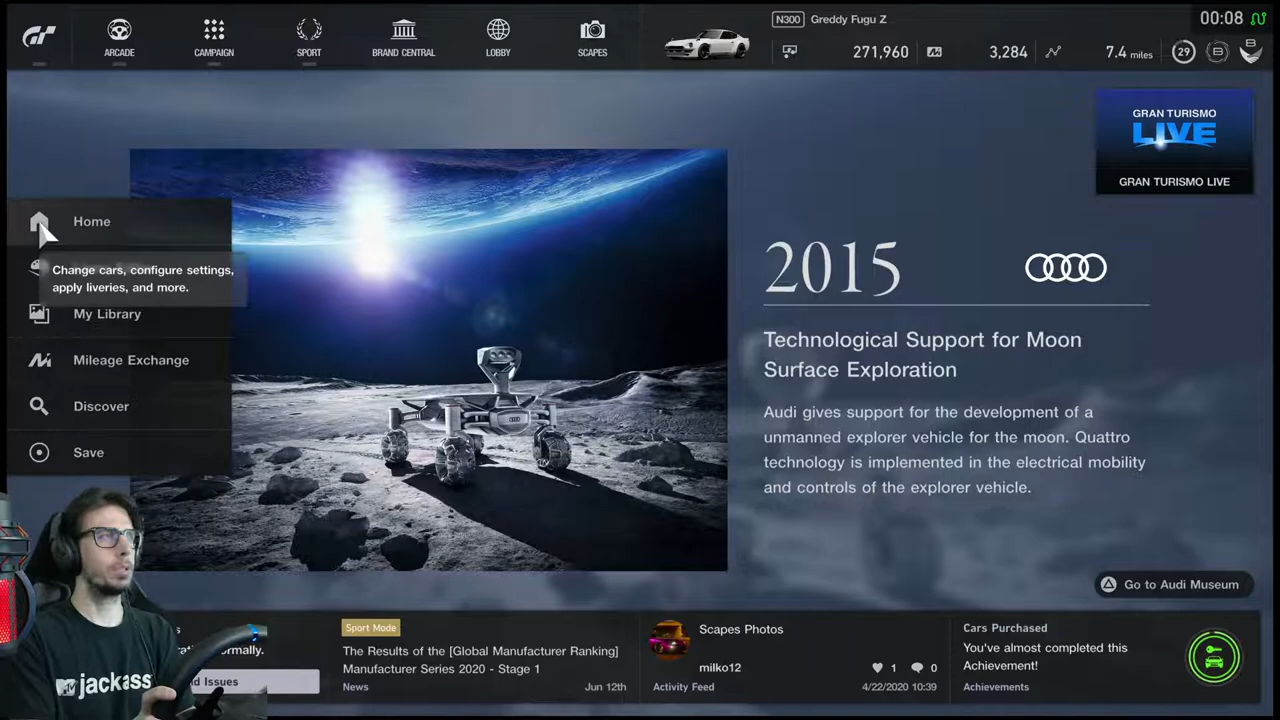 ARCADE
CAMPAIGN
SPORT
BRAND CENTRAL
LOBBY
SCAPES
N300 Greddy Fugu Z
271,960
3,284
7.4 miles
29
B
B
00:08
GRAN TURISMO
LIVE
GRAN TURISMO LIVE
Home
Change cars, configure settings,
apply liveries, and more.
My Library
Mileage Exchange
Discover
Save
2015
Technological Support for Moon
Surface Exploration
Audi gives support for the development of a
unmanned explorer vehicle for the moon. Quattro
technology is implemented in the electrical mobility
and controls of the explorer vehicle.
Go to Audi Museum
normally.
Issues
Sport Mode
The Results of the [Global Manufacturer Ranking]
Manufacturer Series 2020 - Stage 1
News
Jun 12th
Scapes Photos
milko12
1
0
Activity Feed
4/22/2020 10:39
Cars Purchased
You've almost completed this
Achievement!
Achievements
MTV jackass